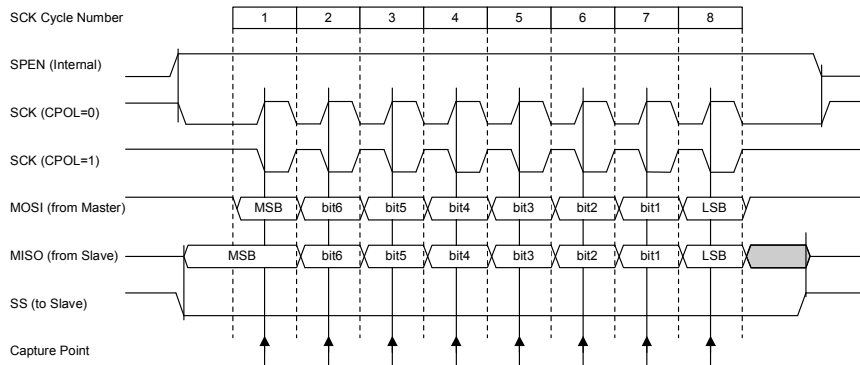 SCK Cycle Number 1 2 3 4 5 6 7 8
SPEN (Internal)
SCK (CPOL=0)
SCK (CPOL=1)
MOSI (from Master) MSB bit6 bit5 bit4 bit3 bit2 bit1 LSB
MISO (from Slave) MSB bit6 bit5 bit4 bit3 bit2 bit1 LSB
SS (to Slave)
Capture Point